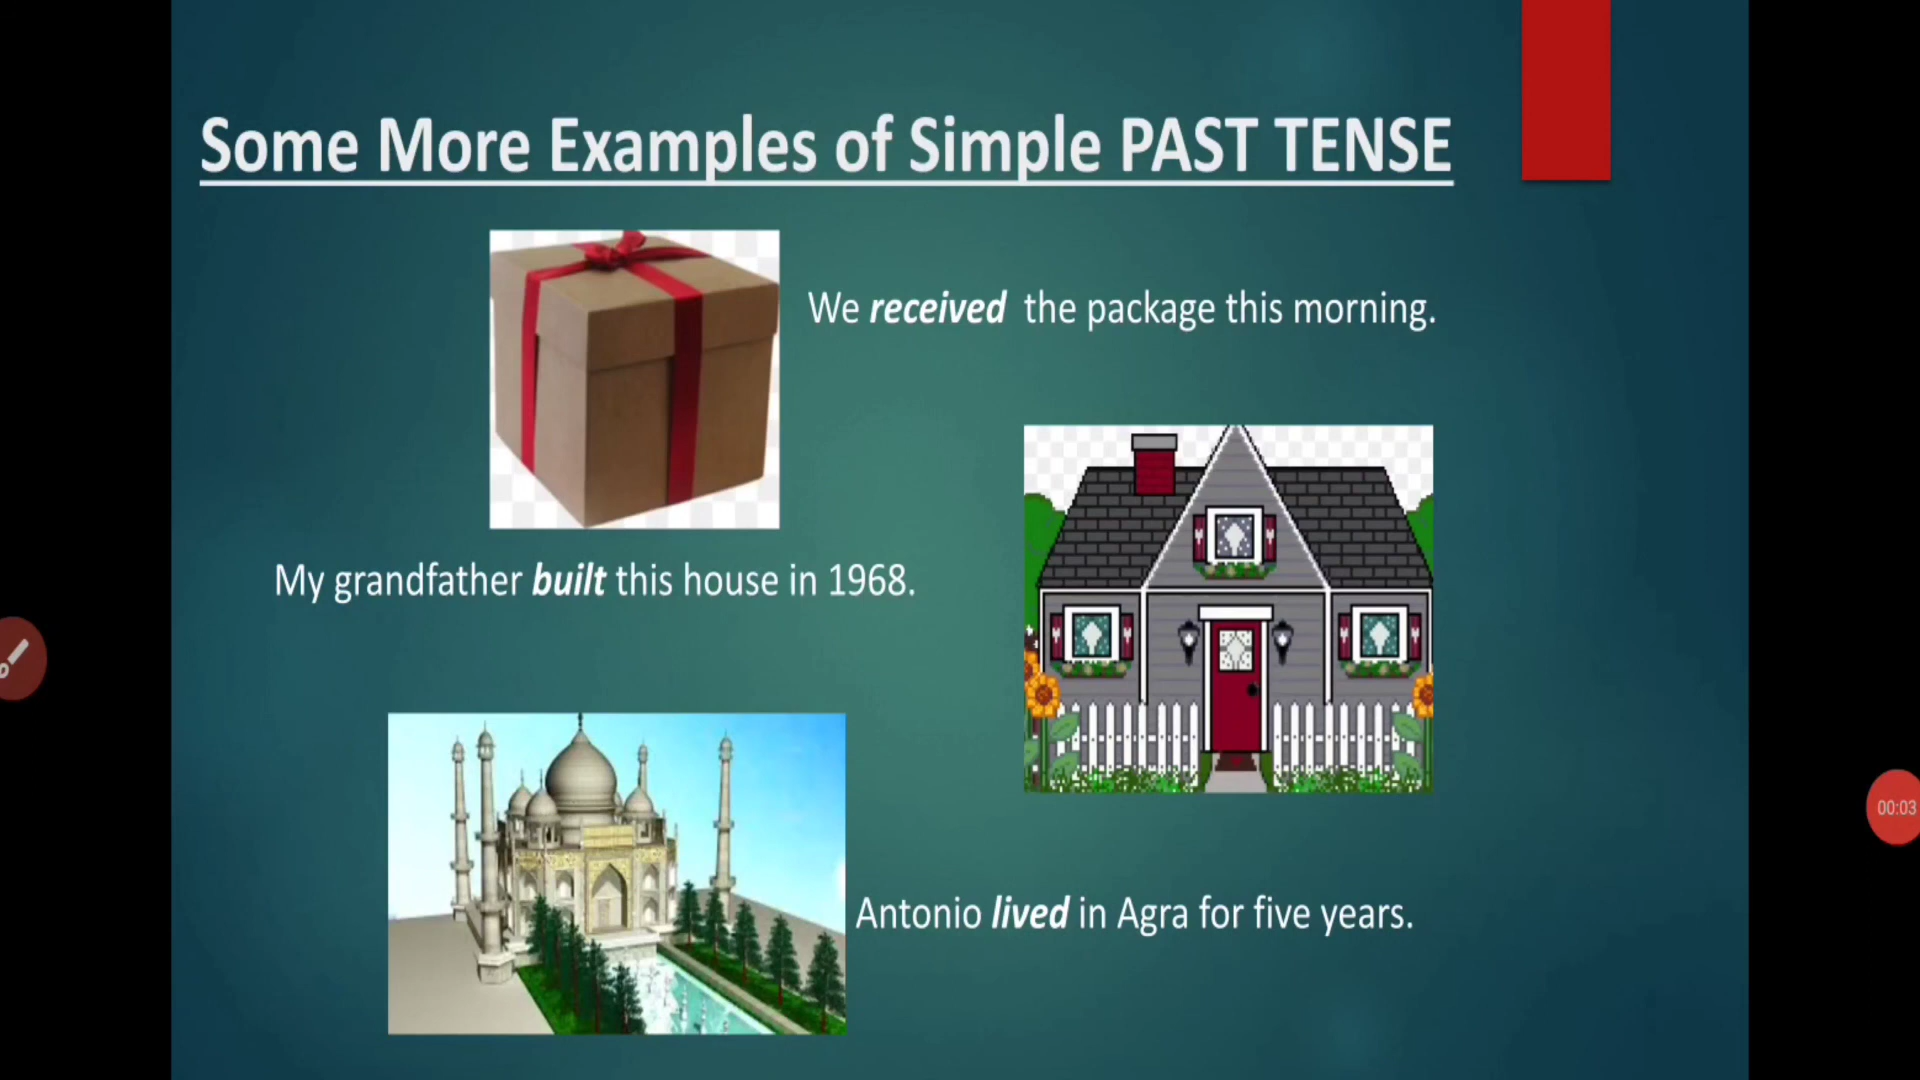 Some More Examples of Simple PAST TENSE
We received the package this morning.
My grandfather built this house in 1968.
Antonio lived in Agra for five years.
00:03